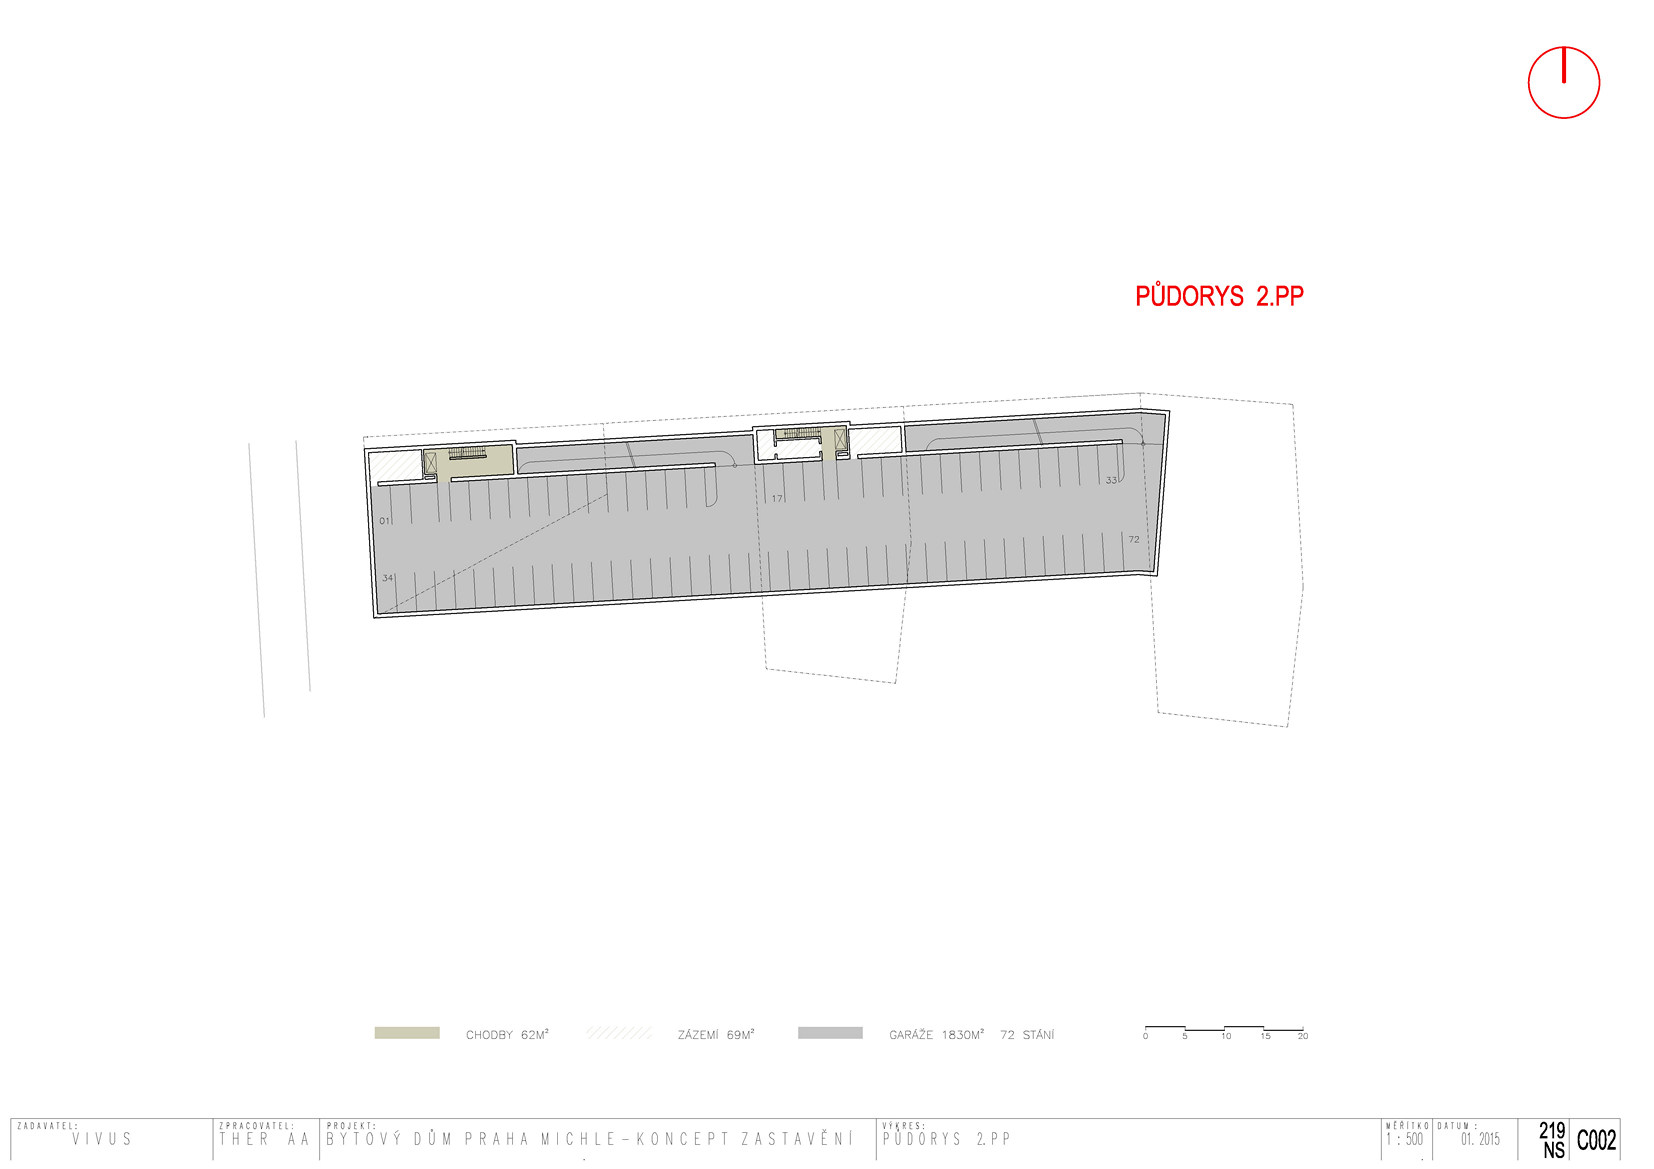 PŮDORYS 2.PP
17
33
01
72
34
CHODBY 62M²
ZÁZEMÍ 69M²
GARÁŽE 1830M² 72 STÁNÍ
0 5 10 15 20
ZADAVATEL:
VIVUS
ZPRACOVATEL:
THER AA
PROJEKT:
BYTOVÝ DŮM PRAHA MICHLE-KONCEPT ZASTAVĚNÍ
VÝKRES:
PŮDORYS 2.PP
MĚŘÍTKO
1 : 500
DATUM :
01. 2015
219
NS
C002